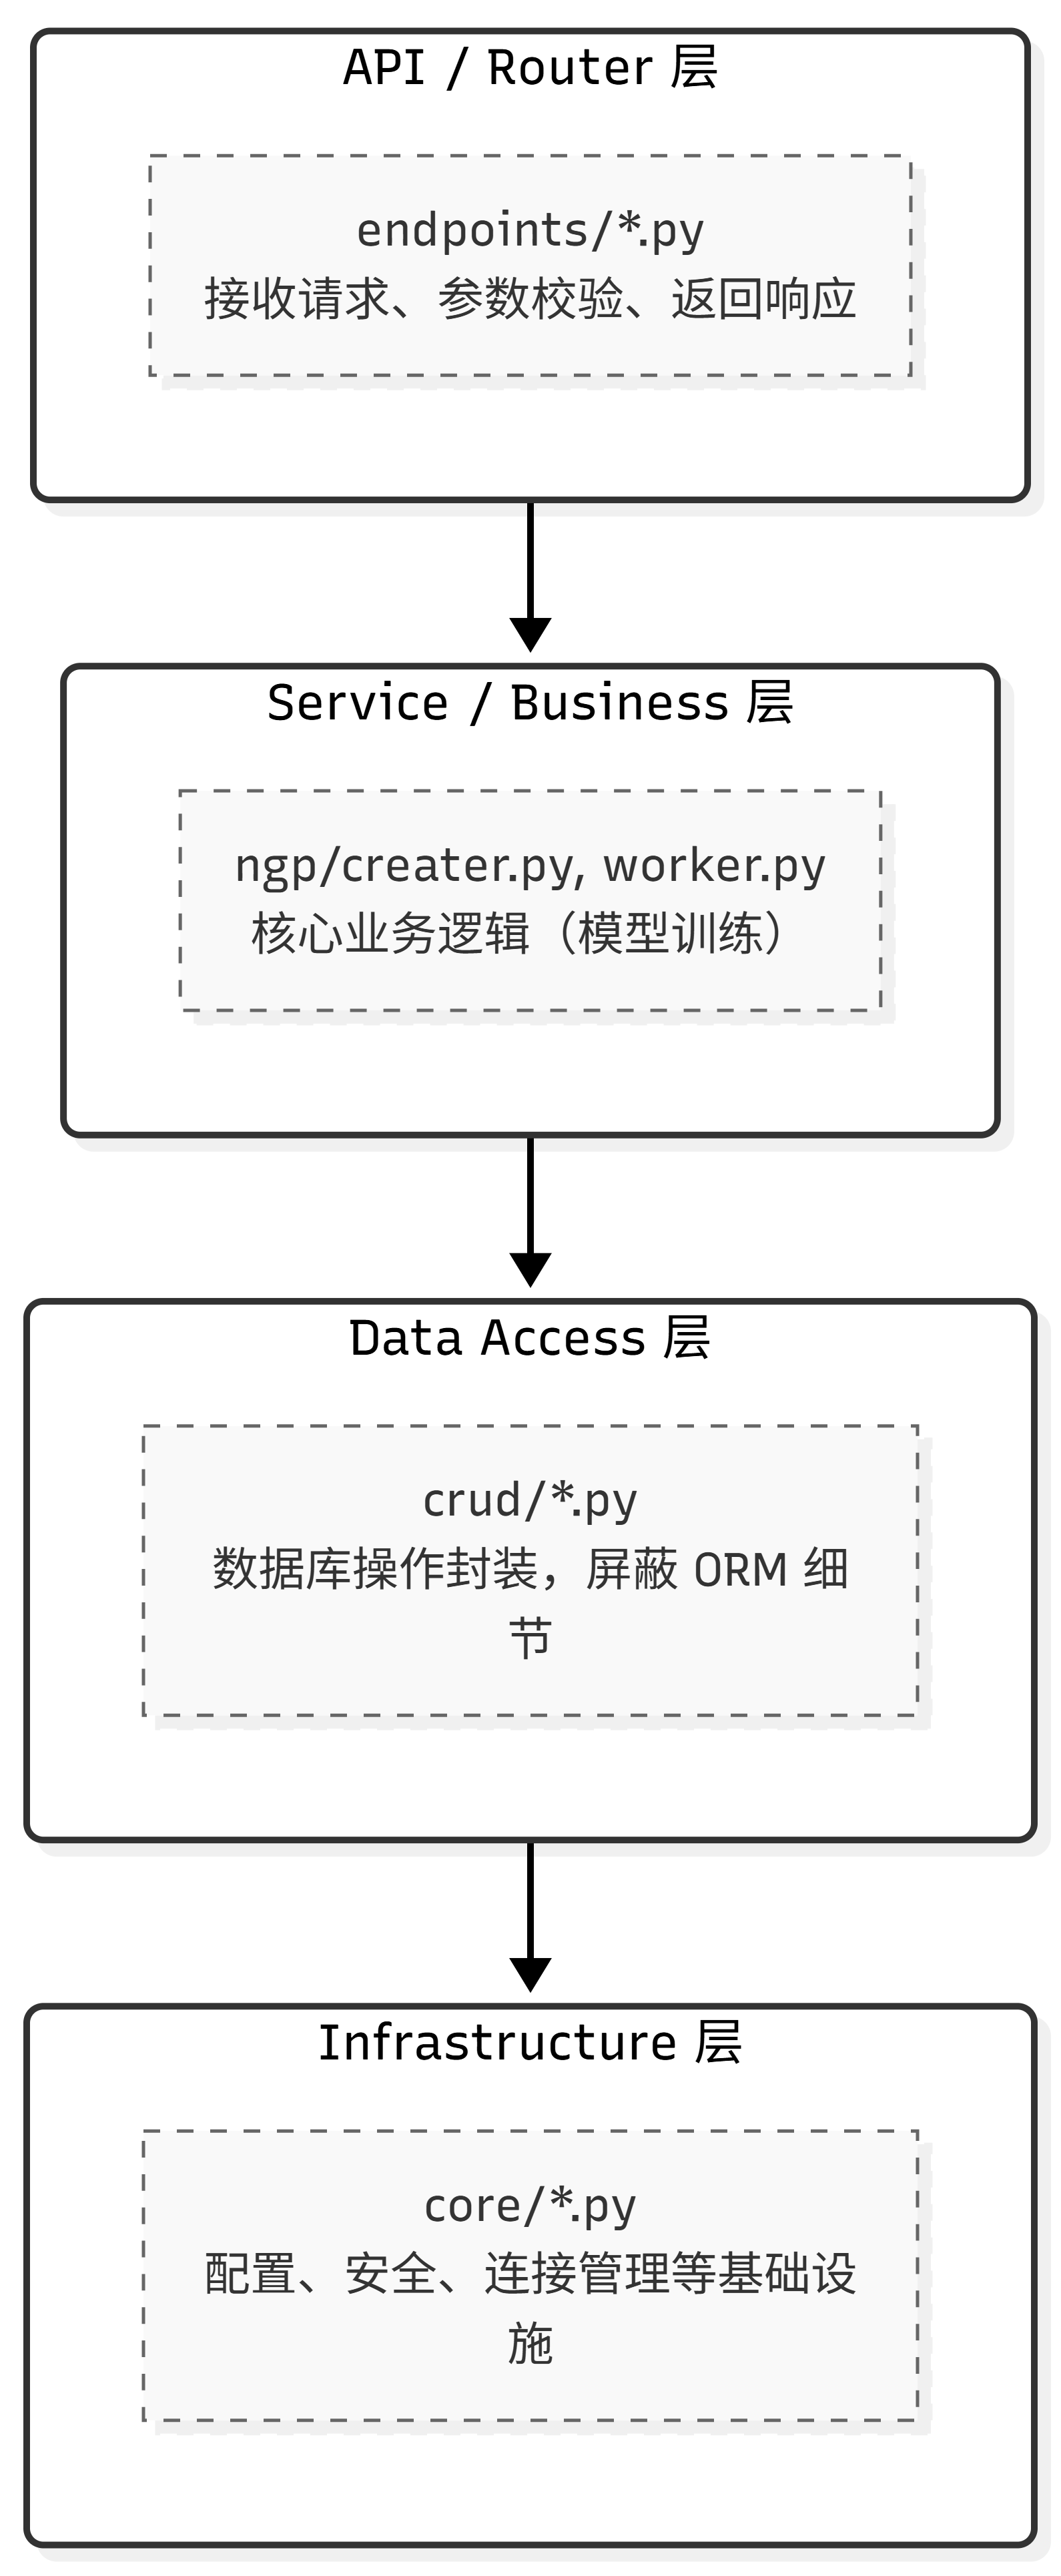 API / Router 层
endpoints/*.py
接收请求、参数校验、返回响应
Service / Business 层
ngp/creater.py, worker.py
核心业务逻辑（模型训练）
Data Access 层
crud/*.py
数据库操作封装，屏蔽 ORM 细
节
Infrastructure 层
core/*.py
配置、安全、连接管理等基础设
施